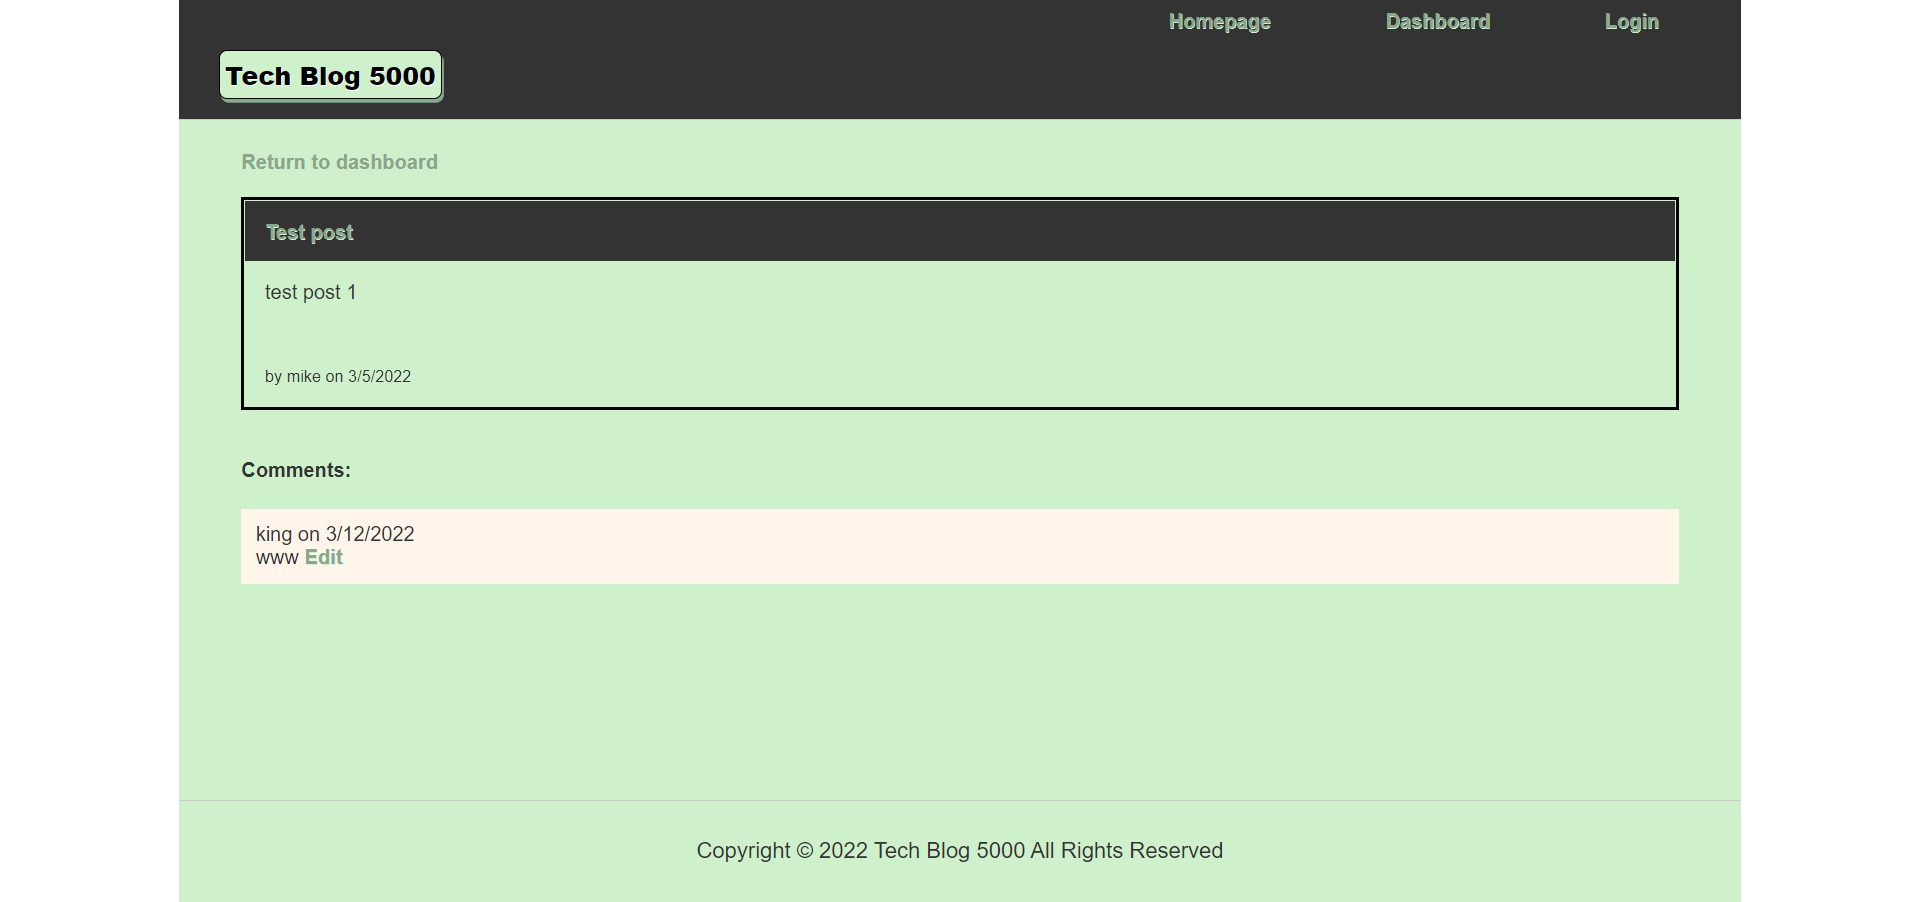 Homepage Dashboard Login
Tech Blog 5000
Return to dashboard
Test post
test post 1
by mike on 3/5/2022
Comments:
king on 3/12/2022
www Edit
Copyright © 2022 Tech Blog 5000 All Rights Reserved